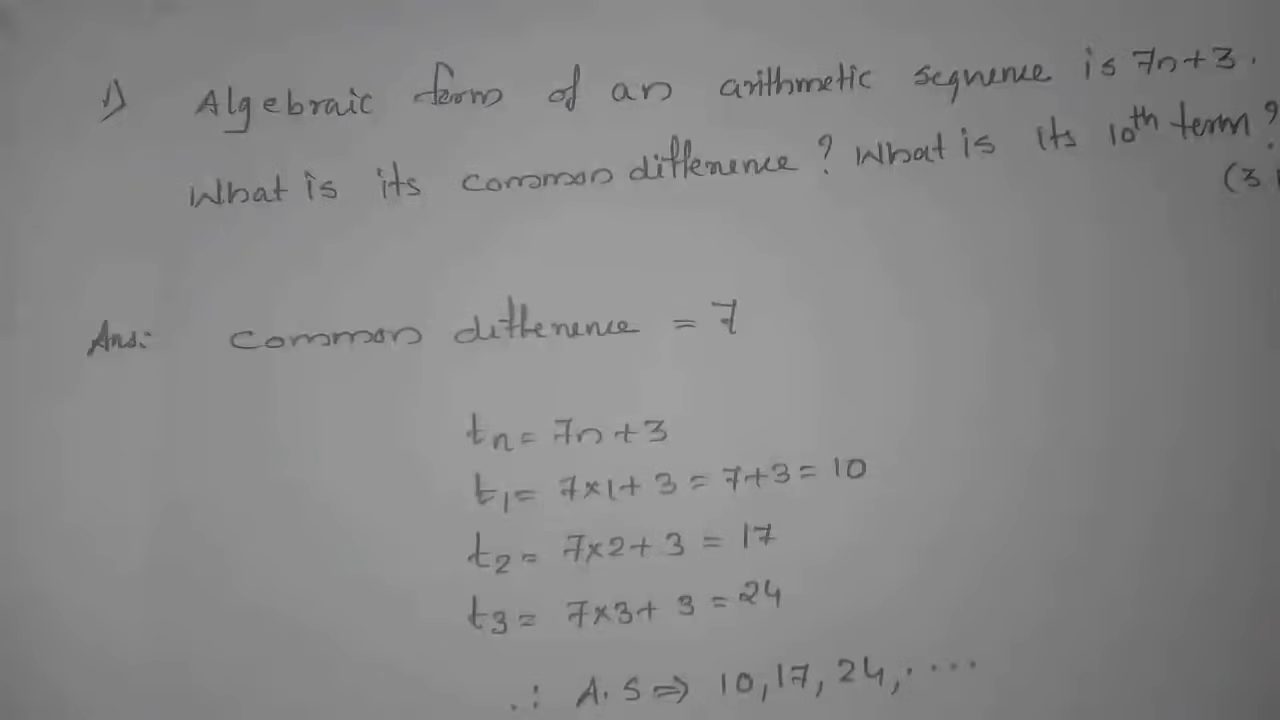 1) Algebraic form of an arithmetic sequence is 7n+3.
What is its common difference? What is its 10th term?
(3
Ans: common difference = 7
tn = 7n+3
t1 = 7×1+3 = 7+3 = 10
t2 = 7×2+3 = 17
t3 = 7×3+3 = 24
∴ A.S ⇒ 10, 17, 24, ....